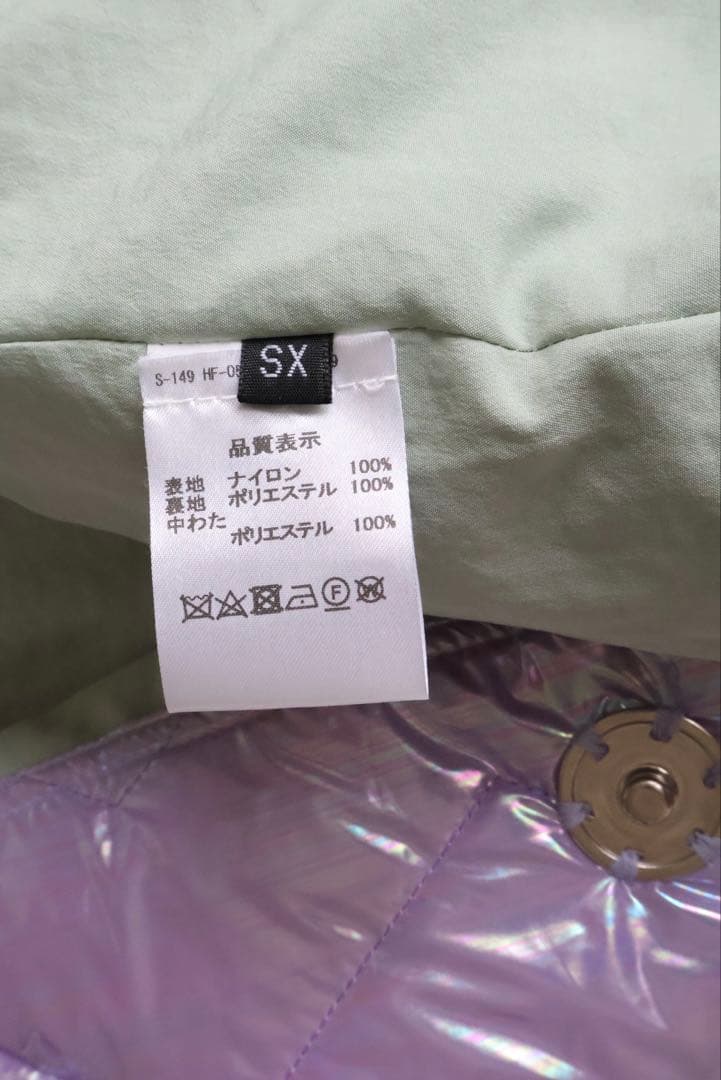 SX
S-149 HF-0
品質表示
表地 ナイロン 100%
裏地 ポリエステル 100%
中わた
ポリエステル 100%
F W